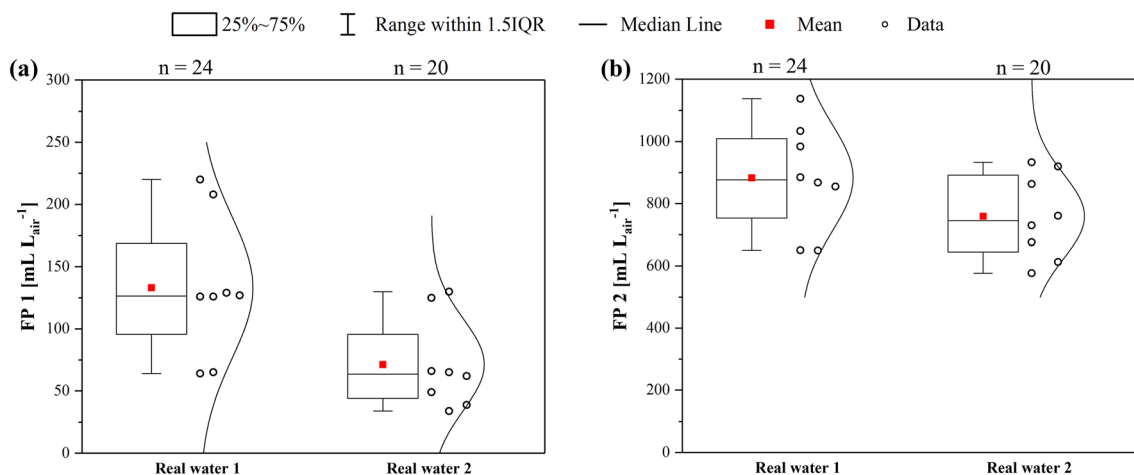 25%~75% Range within 1.5IQR Median Line Mean Data
(a) n = 24 n = 20
FP 1 [mL L_air^-1]
300
250
200
150
100
50
0
Real water 1 Real water 2
(b) n = 24 n = 20
FP 2 [mL L_air^-1]
1200
1000
800
600
400
200
0
Real water 1 Real water 2